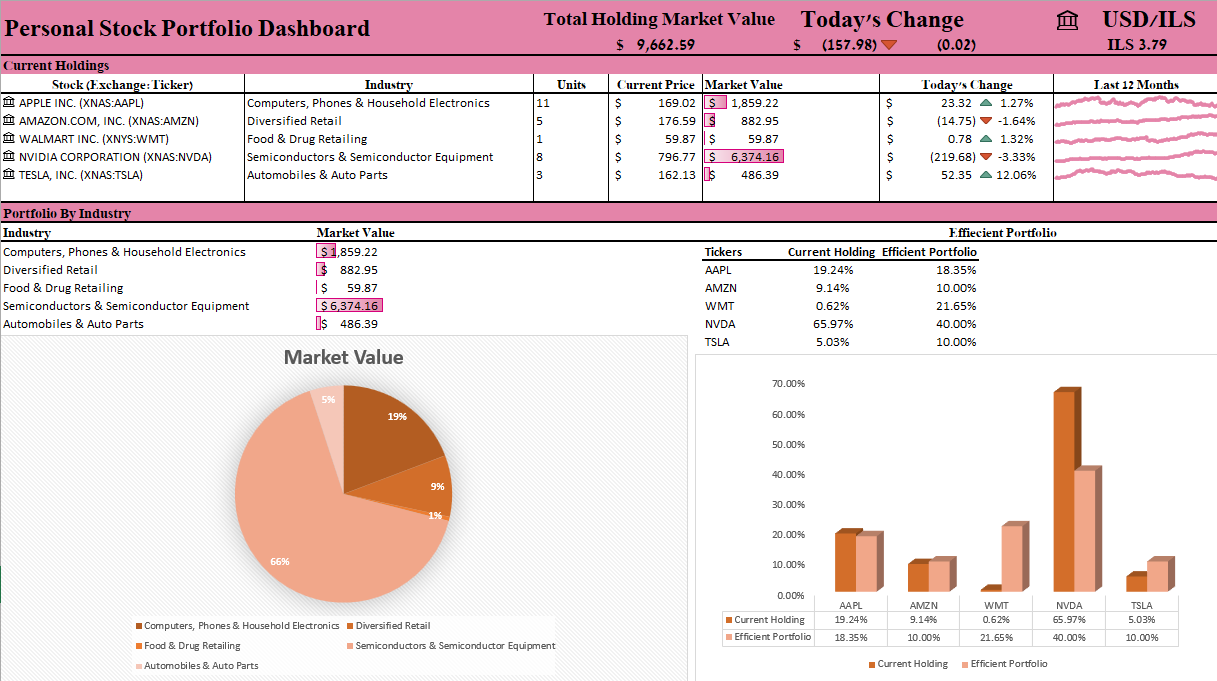 Personal Stock Portfolio Dashboard Total Holding Market Value Today's Change USD/ILS
$ 9,662.59 $ (157.98) (0.02) ILS 3.79
Current Holdings
Stock (Exchange:Ticker) Industry Units Current Price Market Value Today's Change Last 12 Months
APPLE INC. (XNAS:AAPL) Computers, Phones & Household Electronics 11 $ 169.02 $ 1,859.22 $ 23.32 1.27%
AMAZON.COM, INC. (XNAS:AMZN) Diversified Retail 5 $ 176.59 $ 882.95 $ (14.75) -1.64%
WALMART INC. (XNYS:WMT) Food & Drug Retailing 1 $ 59.87 $ 59.87 $ 0.78 1.32%
NVIDIA CORPORATION (XNAS:NVDA) Semiconductors & Semiconductor Equipment 8 $ 796.77 $ 6,374.16 $ (219.68) -3.33%
TESLA, INC. (XNAS:TSLA) Automobiles & Auto Parts 3 $ 162.13 $ 486.39 $ 52.35 12.06%
Portfolio By Industry
Industry Market Value
Computers, Phones & Household Electronics $ 1,859.22
Diversified Retail $ 882.95
Food & Drug Retailing $ 59.87
Semiconductors & Semiconductor Equipment $ 6,374.16
Automobiles & Auto Parts $ 486.39
Effiecient Portfolio
Tickers Current Holding Efficient Portfolio
AAPL 19.24% 18.35%
AMZN 9.14% 10.00%
WMT 0.62% 21.65%
NVDA 65.97% 40.00%
TSLA 5.03% 10.00%
Market Value
5%
19%
9%
1%
66%
Computers, Phones & Household Electronics Diversified Retail
Food & Drug Retailing Semiconductors & Semiconductor Equipment
Automobiles & Auto Parts
70.00%
60.00%
50.00%
40.00%
30.00%
20.00%
10.00%
0.00%
AAPL AMZN WMT NVDA TSLA
Current Holding 19.24% 9.14% 0.62% 65.97% 5.03%
Efficient Portfolio 18.35% 10.00% 21.65% 40.00% 10.00%
Current Holding Efficient Portfolio